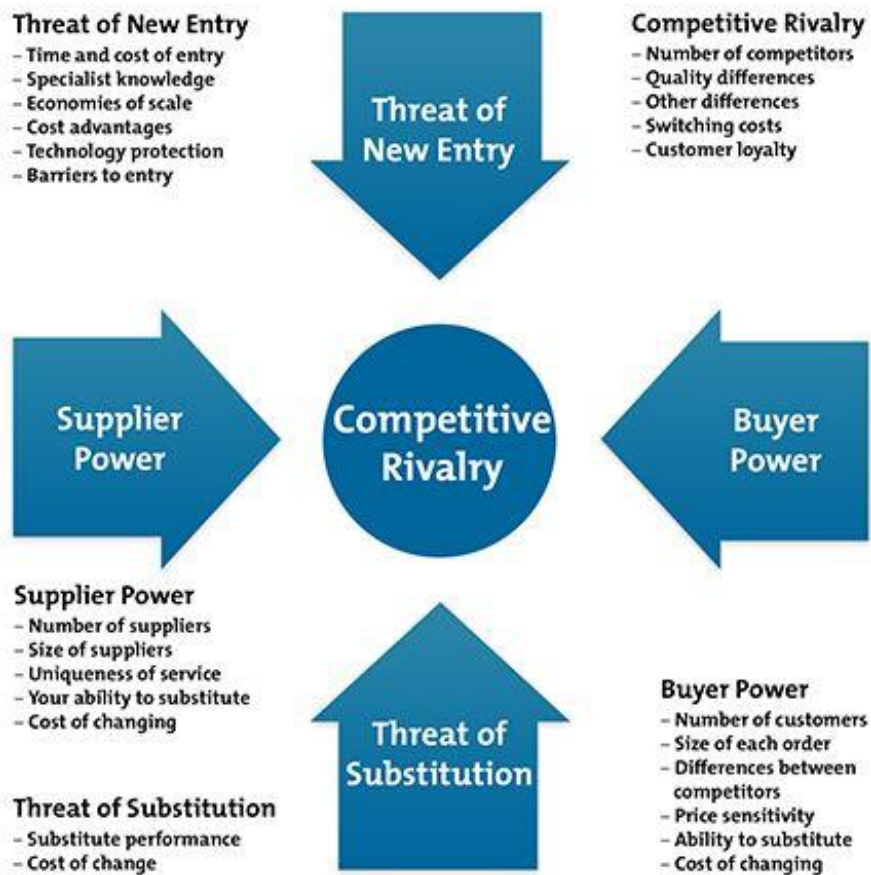 Threat of New Entry
– Time and cost of entry
– Specialist knowledge
– Economies of scale
– Cost advantages
– Technology protection
– Barriers to entry
Threat of
New Entry
Competitive Rivalry
– Number of competitors
– Quality differences
– Other differences
– Switching costs
– Customer loyalty
Supplier
Power
Competitive
Rivalry
Buyer
Power
Supplier Power
– Number of suppliers
– Size of suppliers
– Uniqueness of service
– Your ability to substitute
– Cost of changing
Threat of
Substitution
Buyer Power
– Number of customers
– Size of each order
– Differences between
competitors
– Price sensitivity
– Ability to substitute
– Cost of changing
Threat of Substitution
– Substitute performance
– Cost of change